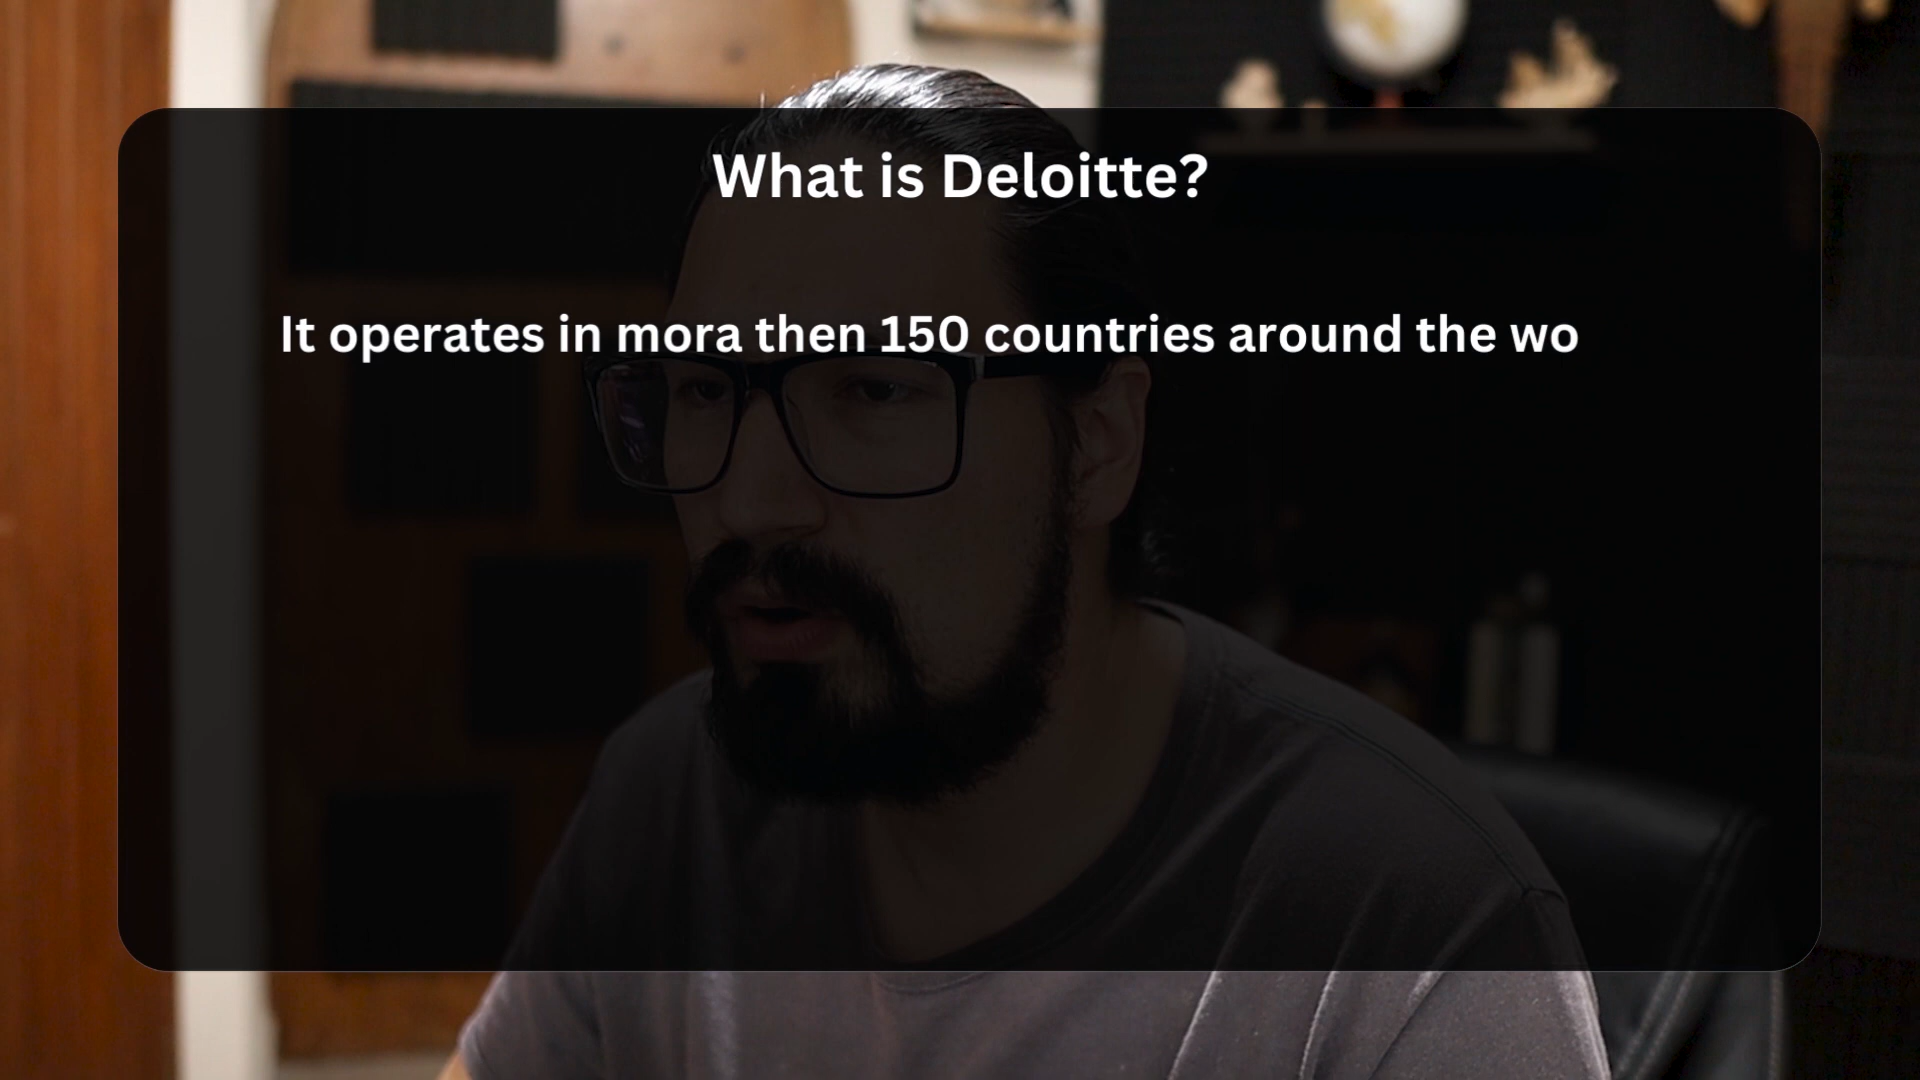 What is Deloitte?
It operates in mora then 150 countries around the wo